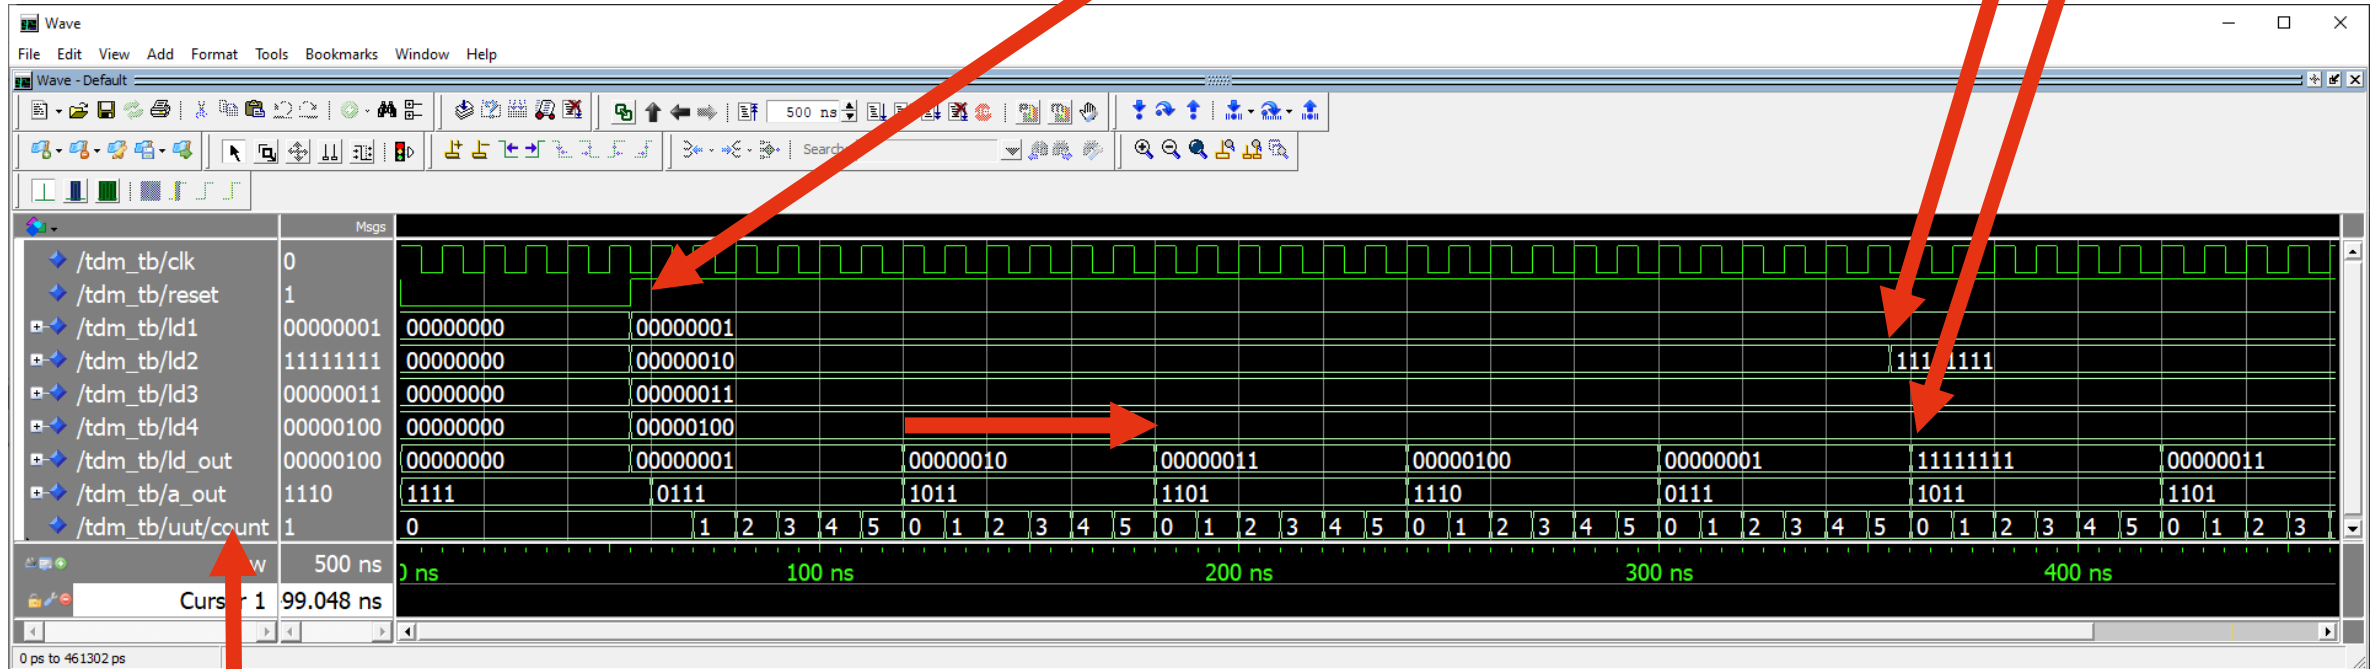 Wave
File Edit View Add Format Tools Bookmarks Window Help
Wave - Default
500 ns
Search:
Msgs
/tdm_tb/clk 0
/tdm_tb/reset 1
/tdm_tb/ld1 00000001 00000000 00000001
/tdm_tb/ld2 11111111 00000000 00000010 11111111
/tdm_tb/ld3 00000011 00000000 00000011
/tdm_tb/ld4 00000100 00000000 00000100
/tdm_tb/ld_out 00000100 00000000 00000001 00000010 00000011 00000100 00000001 11111111 00000011
/tdm_tb/a_out 1110 1111 0111 1011 1101 1110 0111 1011 1101
/tdm_tb/uut/count 1 0 1 2 3 4 5 0 1 2 3 4 5 0 1 2 3 4 5 0 1 2 3 4 5 0 1 2 3 4 5 0 1 2 3 4 5 0 1 2 3
500 ns ns 100 ns 200 ns 300 ns 400 ns
Cursor 1 99.048 ns
0 ps to 461302 ps